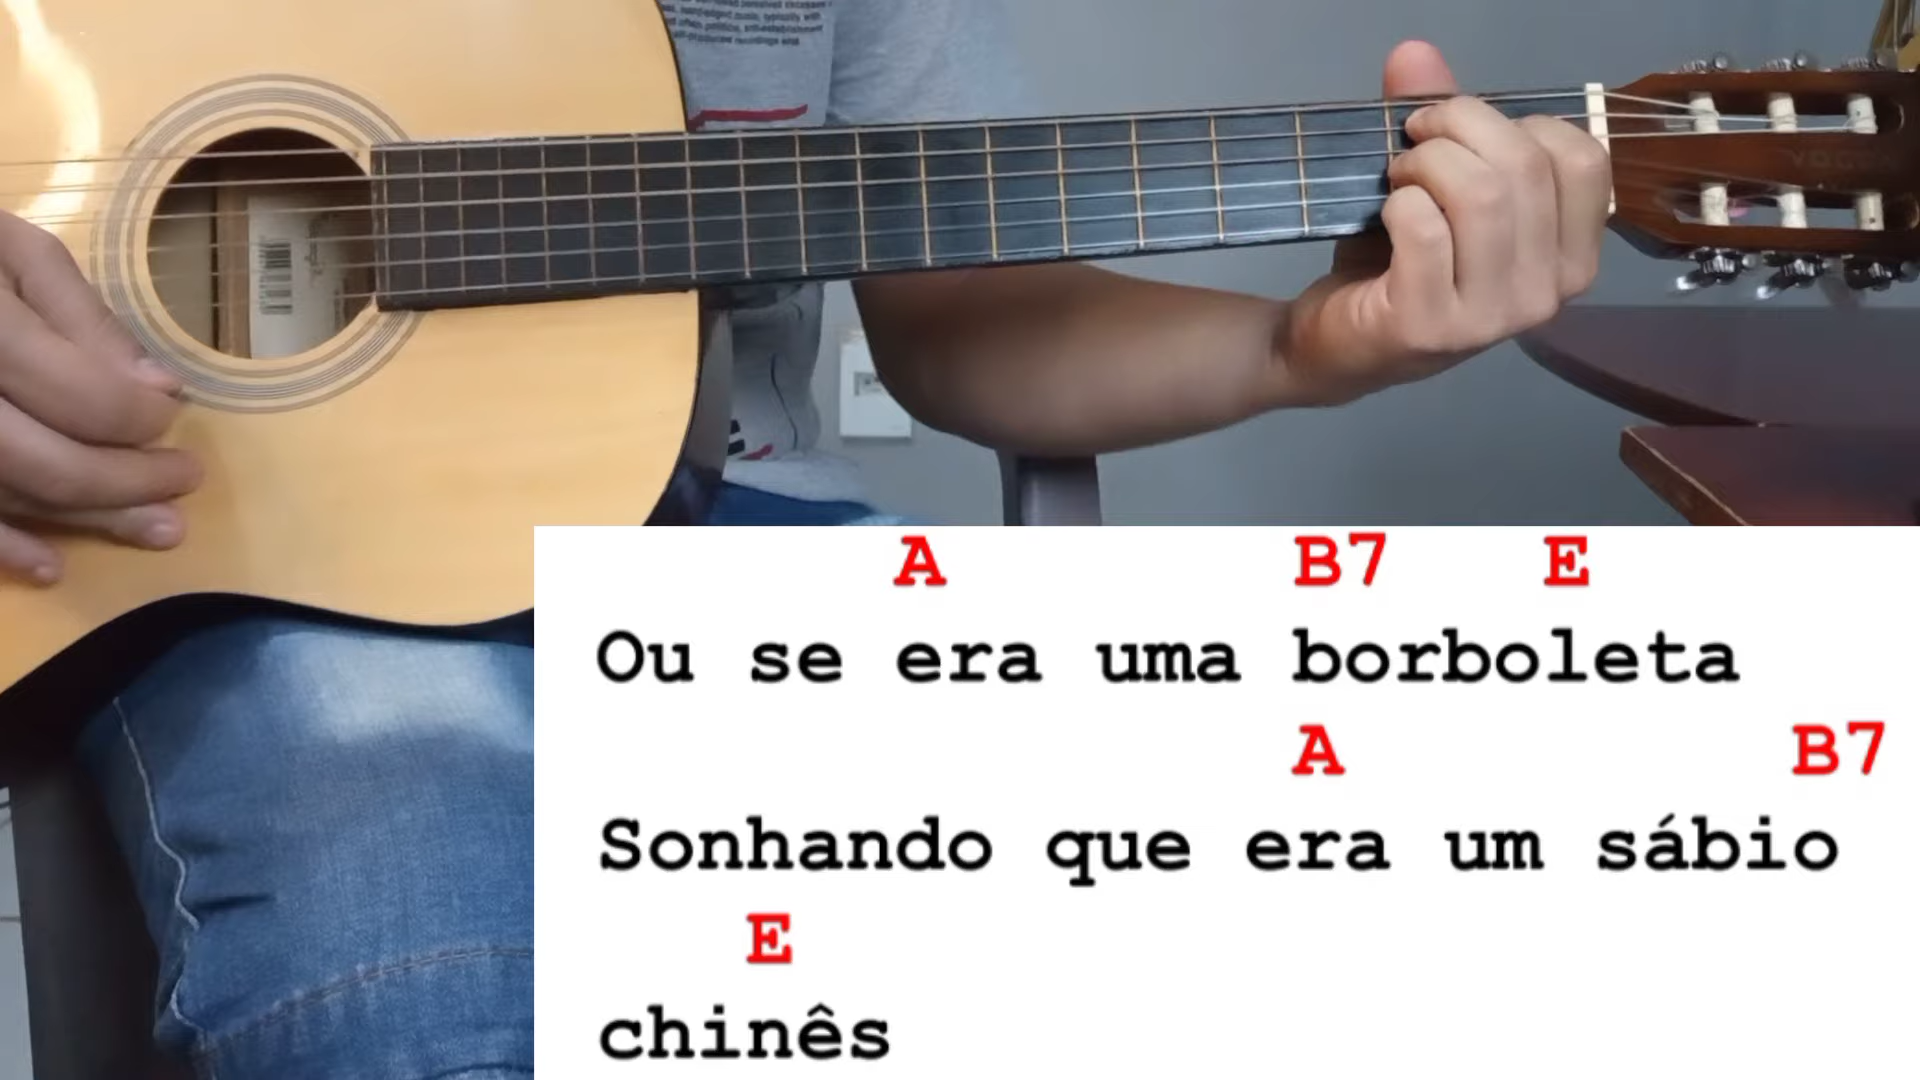 A B7 E
Ou se era uma borboleta
A B7
Sonhando que era um sábio
E
chinês